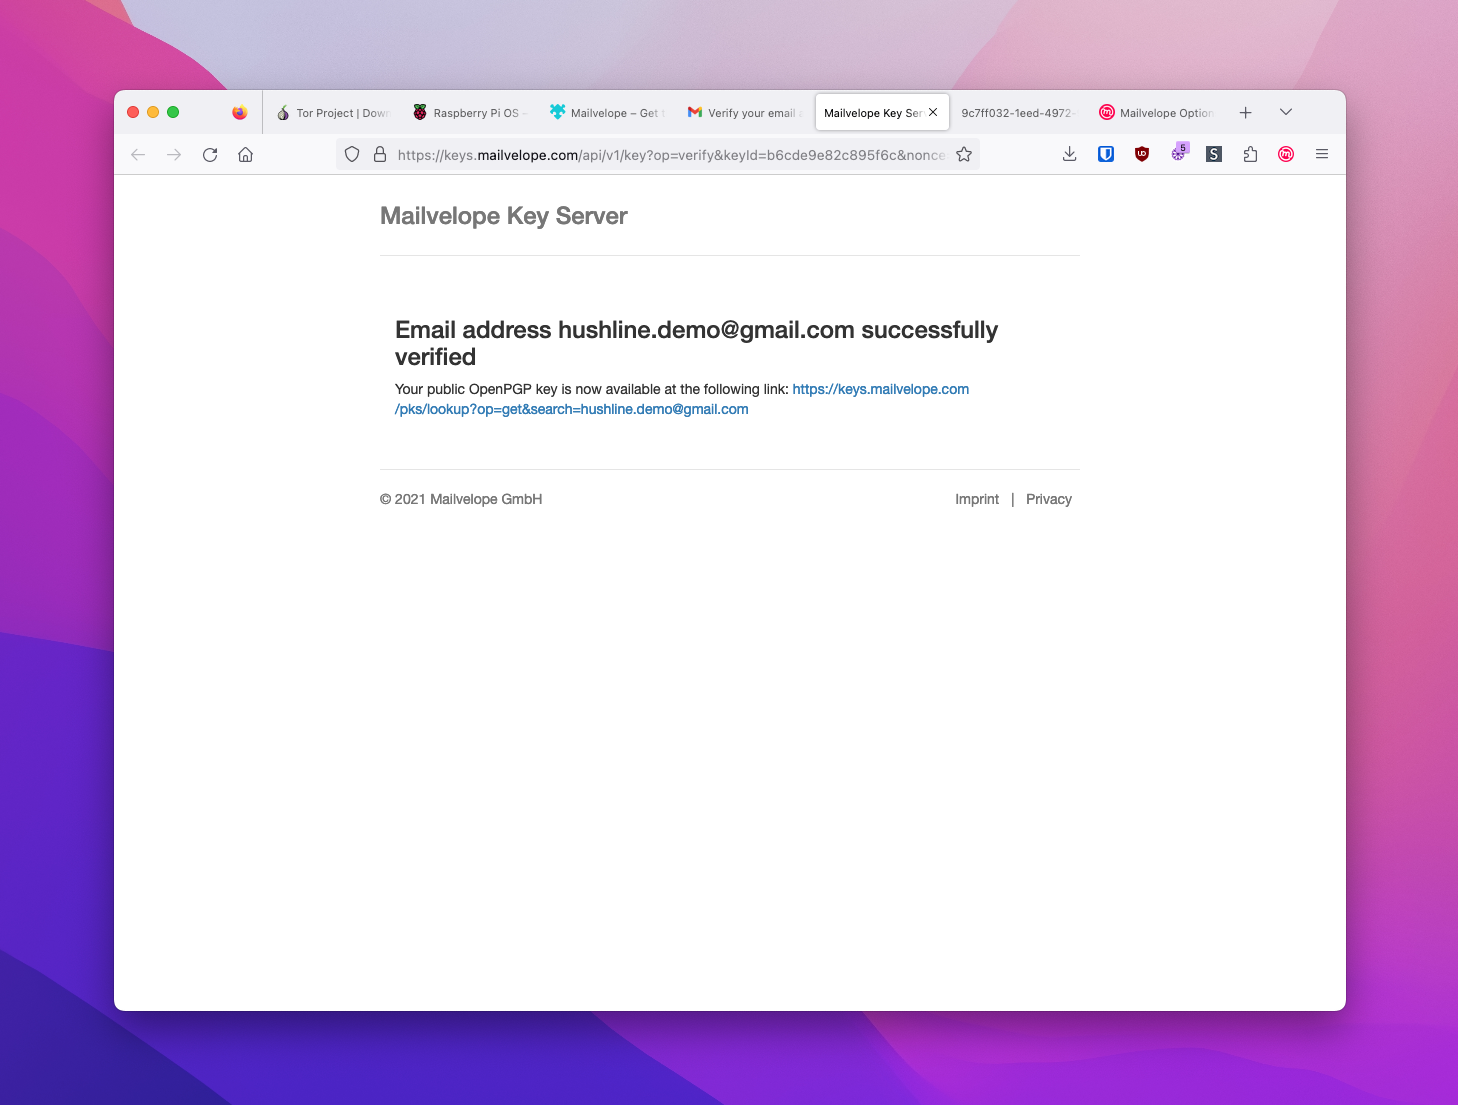 Tor Project | Down
Raspberry Pi OS –
Mailvelope – Get
Verify your email a
Mailvelope Key Ser
9c7ff032-1eed-4972-
Mailvelope Option
https://keys.mailvelope.com/api/v1/key?op=verify&keyId=b6cde9e82c895f6c&nonce
5
S
Mailvelope Key Server
Email address hushline.demo@gmail.com successfully
verified
Your public OpenPGP key is now available at the following link: https://keys.mailvelope.com
/pks/lookup?op=get&search=hushline.demo@gmail.com
© 2021 Mailvelope GmbH
Imprint | Privacy